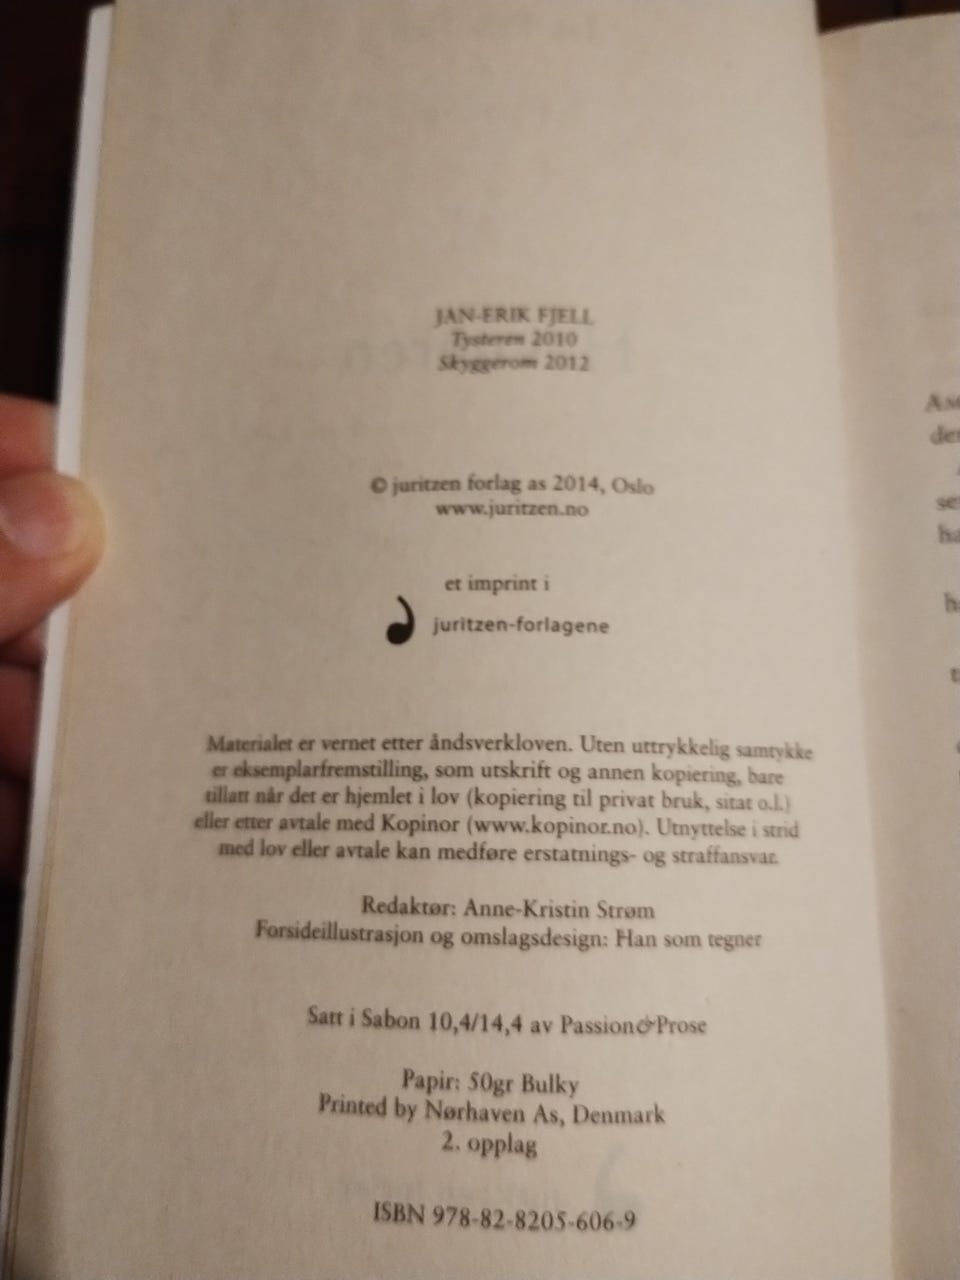 JAN-ERIK FJELL
Tysteren 2010
Skyggerom 2012
© juritzen forlag as 2014, Oslo
www.juritzen.no
et imprint i
juritzen-forlagene
Materialet er vernet etter åndsverkloven. Uten uttrykkelig samtykke
er eksemplarfremstilling, som utskrift og annen kopiering, bare
tillatt når det er hjemlet i lov (kopiering til privat bruk, sitat o.l.)
eller etter avtale med Kopinor (www.kopinor.no). Utnyttelse i strid
med lov eller avtale kan medføre erstatnings- og straffansvar.
Redaktør: Anne-Kristin Strøm
Forsideillustrasjon og omslagsdesign: Han som tegner
Satt i Sabon 10,4/14,4 av Passion&Prose
Papir: 50gr Bulky
Printed by Nørhaven As, Denmark
2. opplag
ISBN 978-82-8205-606-9